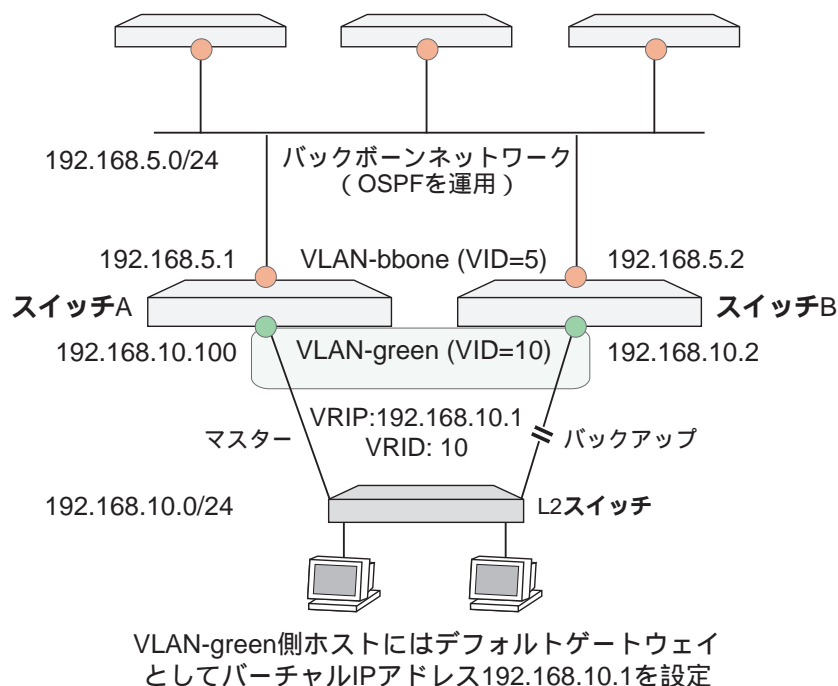 192.168.5.0/24
バックボーンネットワーク
（OSPFを運用）
192.168.5.1
VLAN-bbone (VID=5)
192.168.5.2
スイッチA
スイッチB
192.168.10.100
VLAN-green (VID=10)
192.168.10.2
マスター
VRIP:192.168.10.1
VRID: 10
バックアップ
192.168.10.0/24
L2スイッチ
VLAN-green側ホストにはデフォルトゲートウェイ
としてバーチャルIPアドレス192.168.10.1を設定